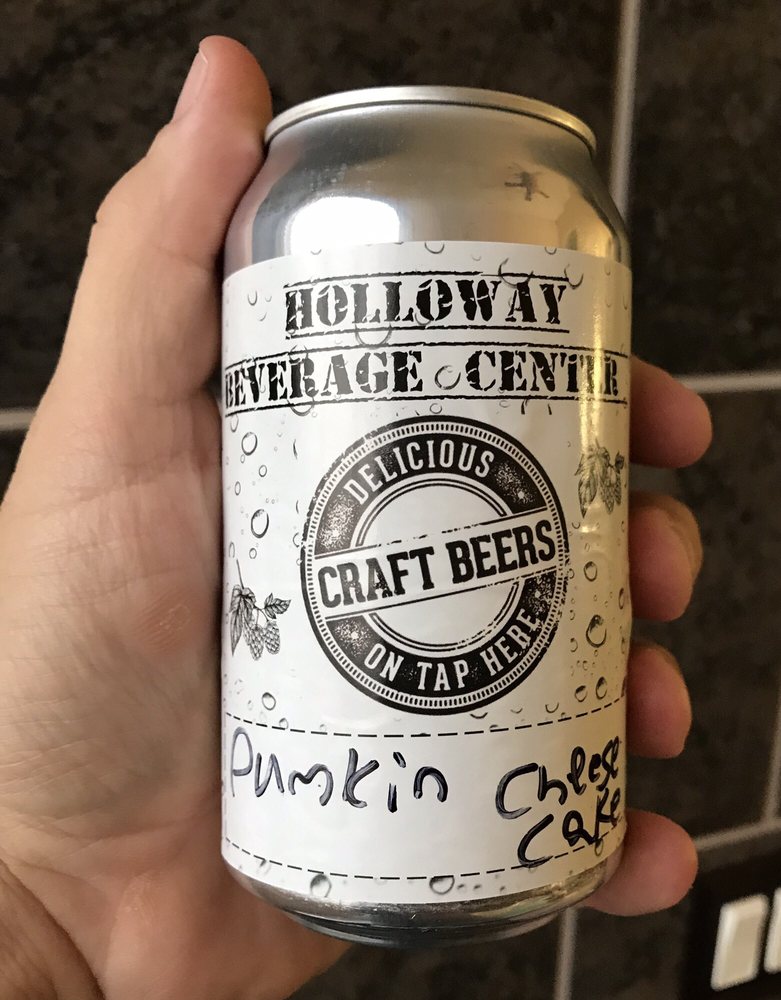 HOLLOWAY
BEVERAGE CENTER
DELICIOUS
CRAFT BEERS
ON TAP HERE
Pumkin Cheese
Cake